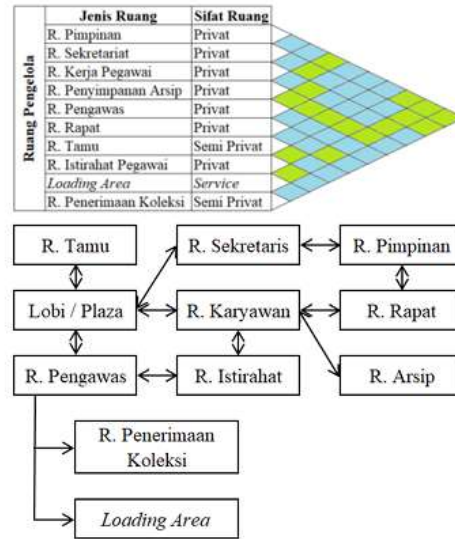 Jenis Ruang Sifat Ruang
Ruang Pengelola
R. Pimpinan Privat
R. Sekretariat Privat
R. Kerja Pegawai Privat
R. Penyimpanan Arsip Privat
R. Pengawas Privat
R. Rapat Privat
R. Tamu Semi Privat
R. Istirahat Pegawai Privat
Loading Area Service
R. Penerimaan Koleksi Semi Privat
R. Tamu R. Sekretaris R. Pimpinan
Lobi / Plaza R. Karyawan R. Rapat
R. Pengawas R. Istirahat R. Arsip
R. Penerimaan
Koleksi
Loading Area